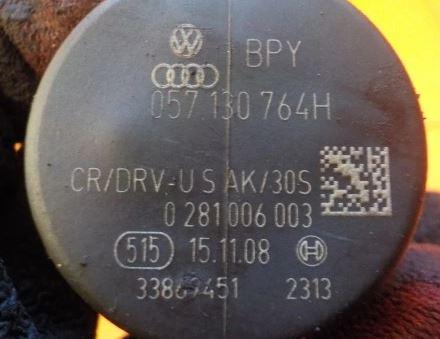 BPY
057 130 764H
CR/DRV-U S AK/30S
0 281 006 003
515 15.11.08
2313